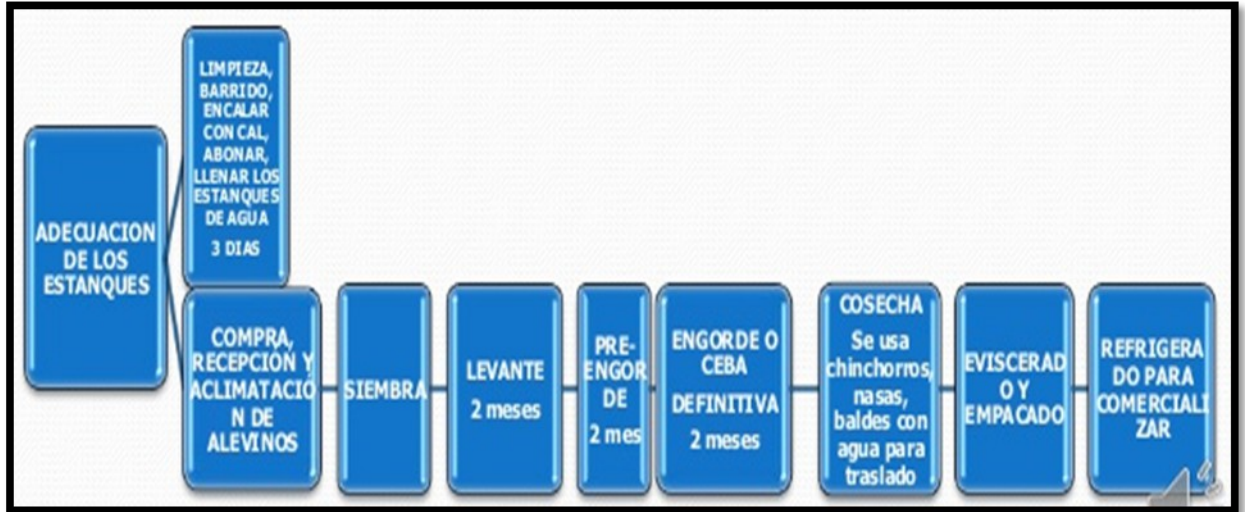 ADECUACION
DE LOS
ESTANQUES
LIMPIEZA,
BARRIDO,
ENCALAR
CON CAL,
ABONAR,
LLENAR LOS
ESTANQUES
DE AGUA
3 DIAS
COMPRA,
RECEPCIÓN Y
ACLIMATACIÓ
N DE
ALEVINOS
SIEMBRA
LEVANTE
2 meses
PRE-
ENGOR
DE
2 mes
ENGORDE O
CEBA
DEFINITIVA
2 meses
COSECHA
Se usa
chinchorros,
nasas,
baldes con
agua para
traslado
EVISCERAD
O Y
EMPACADO
REFRIGERA
DO PARA
COMERCIALI
ZAR